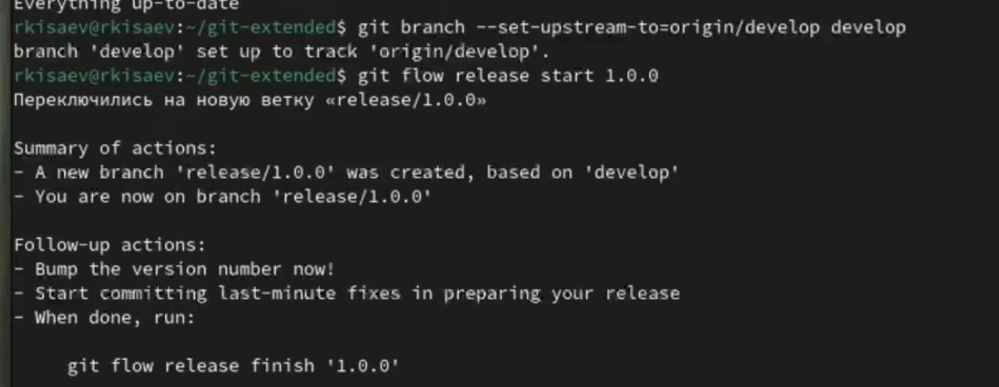 Everything up-to-date
rkisaev@rkisaev:~/git-extended$ git branch --set-upstream-to=origin/develop develop
branch 'develop' set up to track 'origin/develop'.
rkisaev@rkisaev:~/git-extended$ git flow release start 1.0.0
Переключились на новую ветку «release/1.0.0»

Summary of actions:
- A new branch 'release/1.0.0' was created, based on 'develop'
- You are now on branch 'release/1.0.0'

Follow-up actions:
- Bump the version number now!
- Start committing last-minute fixes in preparing your release
- When done, run:

     git flow release finish '1.0.0'